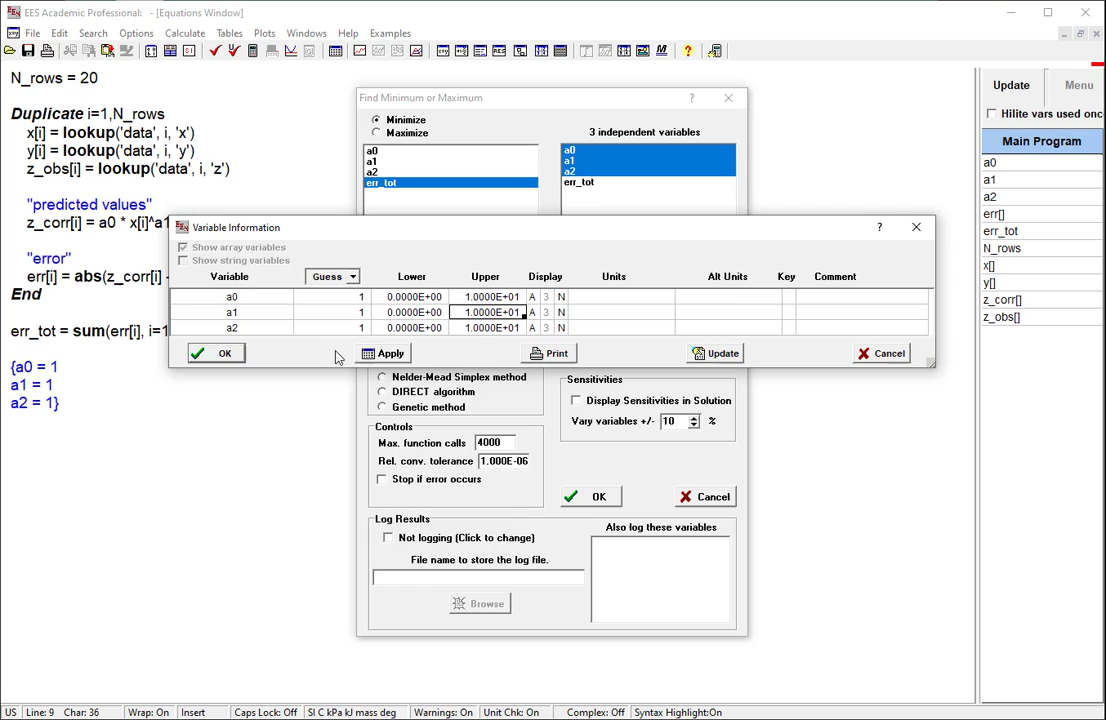 EES Academic Professional: - [Equations Window]
File Edit Search Options Calculate Tables Plots Windows Help Examples
N_rows = 20
Duplicate i=1,N_rows
x[i] = lookup('data', i, 'x')
y[i] = lookup('data', i, 'y')
z_obs[i] = lookup('data', i, 'z')
"predicted values"
z_corr[i] = a0 * x[i]^a1
"error"
err[i] = abs(z_corr[i] -
End
err_tot = sum(err[i], i=1
{a0 = 1
a1 = 1
a2 = 1}
Find Minimum or Maximum ?
Minimize
Maximize
3 independent variables
a0
a1
a2
err_tot
a0
a1
a2
err_tot
Variable Information ?
Show array variables
Show string variables
Variable Guess Lower Upper Display Units Alt Units Key Comment
a0 1 0.0000E+00 1.0000E+01 A 3 N
a1 1 0.0000E+00 1.0000E+01 A 3 N
a2 1 0.0000E+00 1.0000E+01 A 3 N
OK Apply Print Update Cancel
Nelder-Mead Simplex method
DIRECT algorithm
Genetic method
Controls
Max. function calls 4000
Rel. conv. tolerance 1.000E-06
Stop if error occurs
Sensitivities
Display Sensitivities in Solution
Vary variables +/- 10 %
OK Cancel
Log Results
Not logging (Click to change)
File name to store the log file.
Browse
Also log these variables
Update Menu
Hilite vars used onc
Main Program
a0
a1
a2
err[]
err_tot
N_rows
x[]
y[]
z_corr[]
z_obs[]
US Line: 9 Char: 36 Wrap: On Insert Caps Lock: Off SI C kPa kJ mass deg Warnings: On Unit Chk: On Complex: Off Syntax Highlight:On